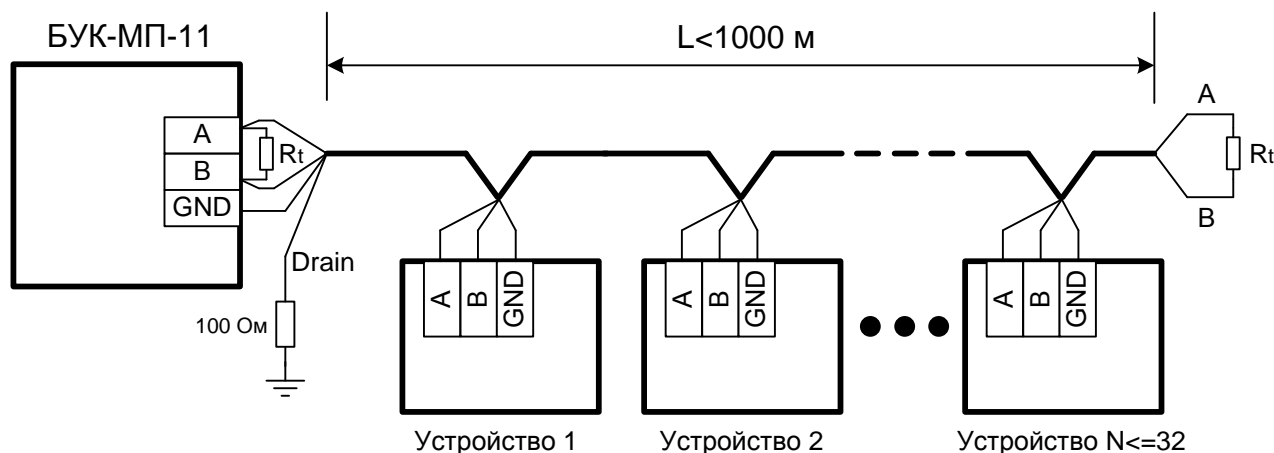 БУК-МП-11
L<1000 м
A
B
GND
Rt
Drain
100 Ом
A
B
Rt
A
B
GND
A
B
GND
A
B
GND
Устройство 1
Устройство 2
Устройство N<=32